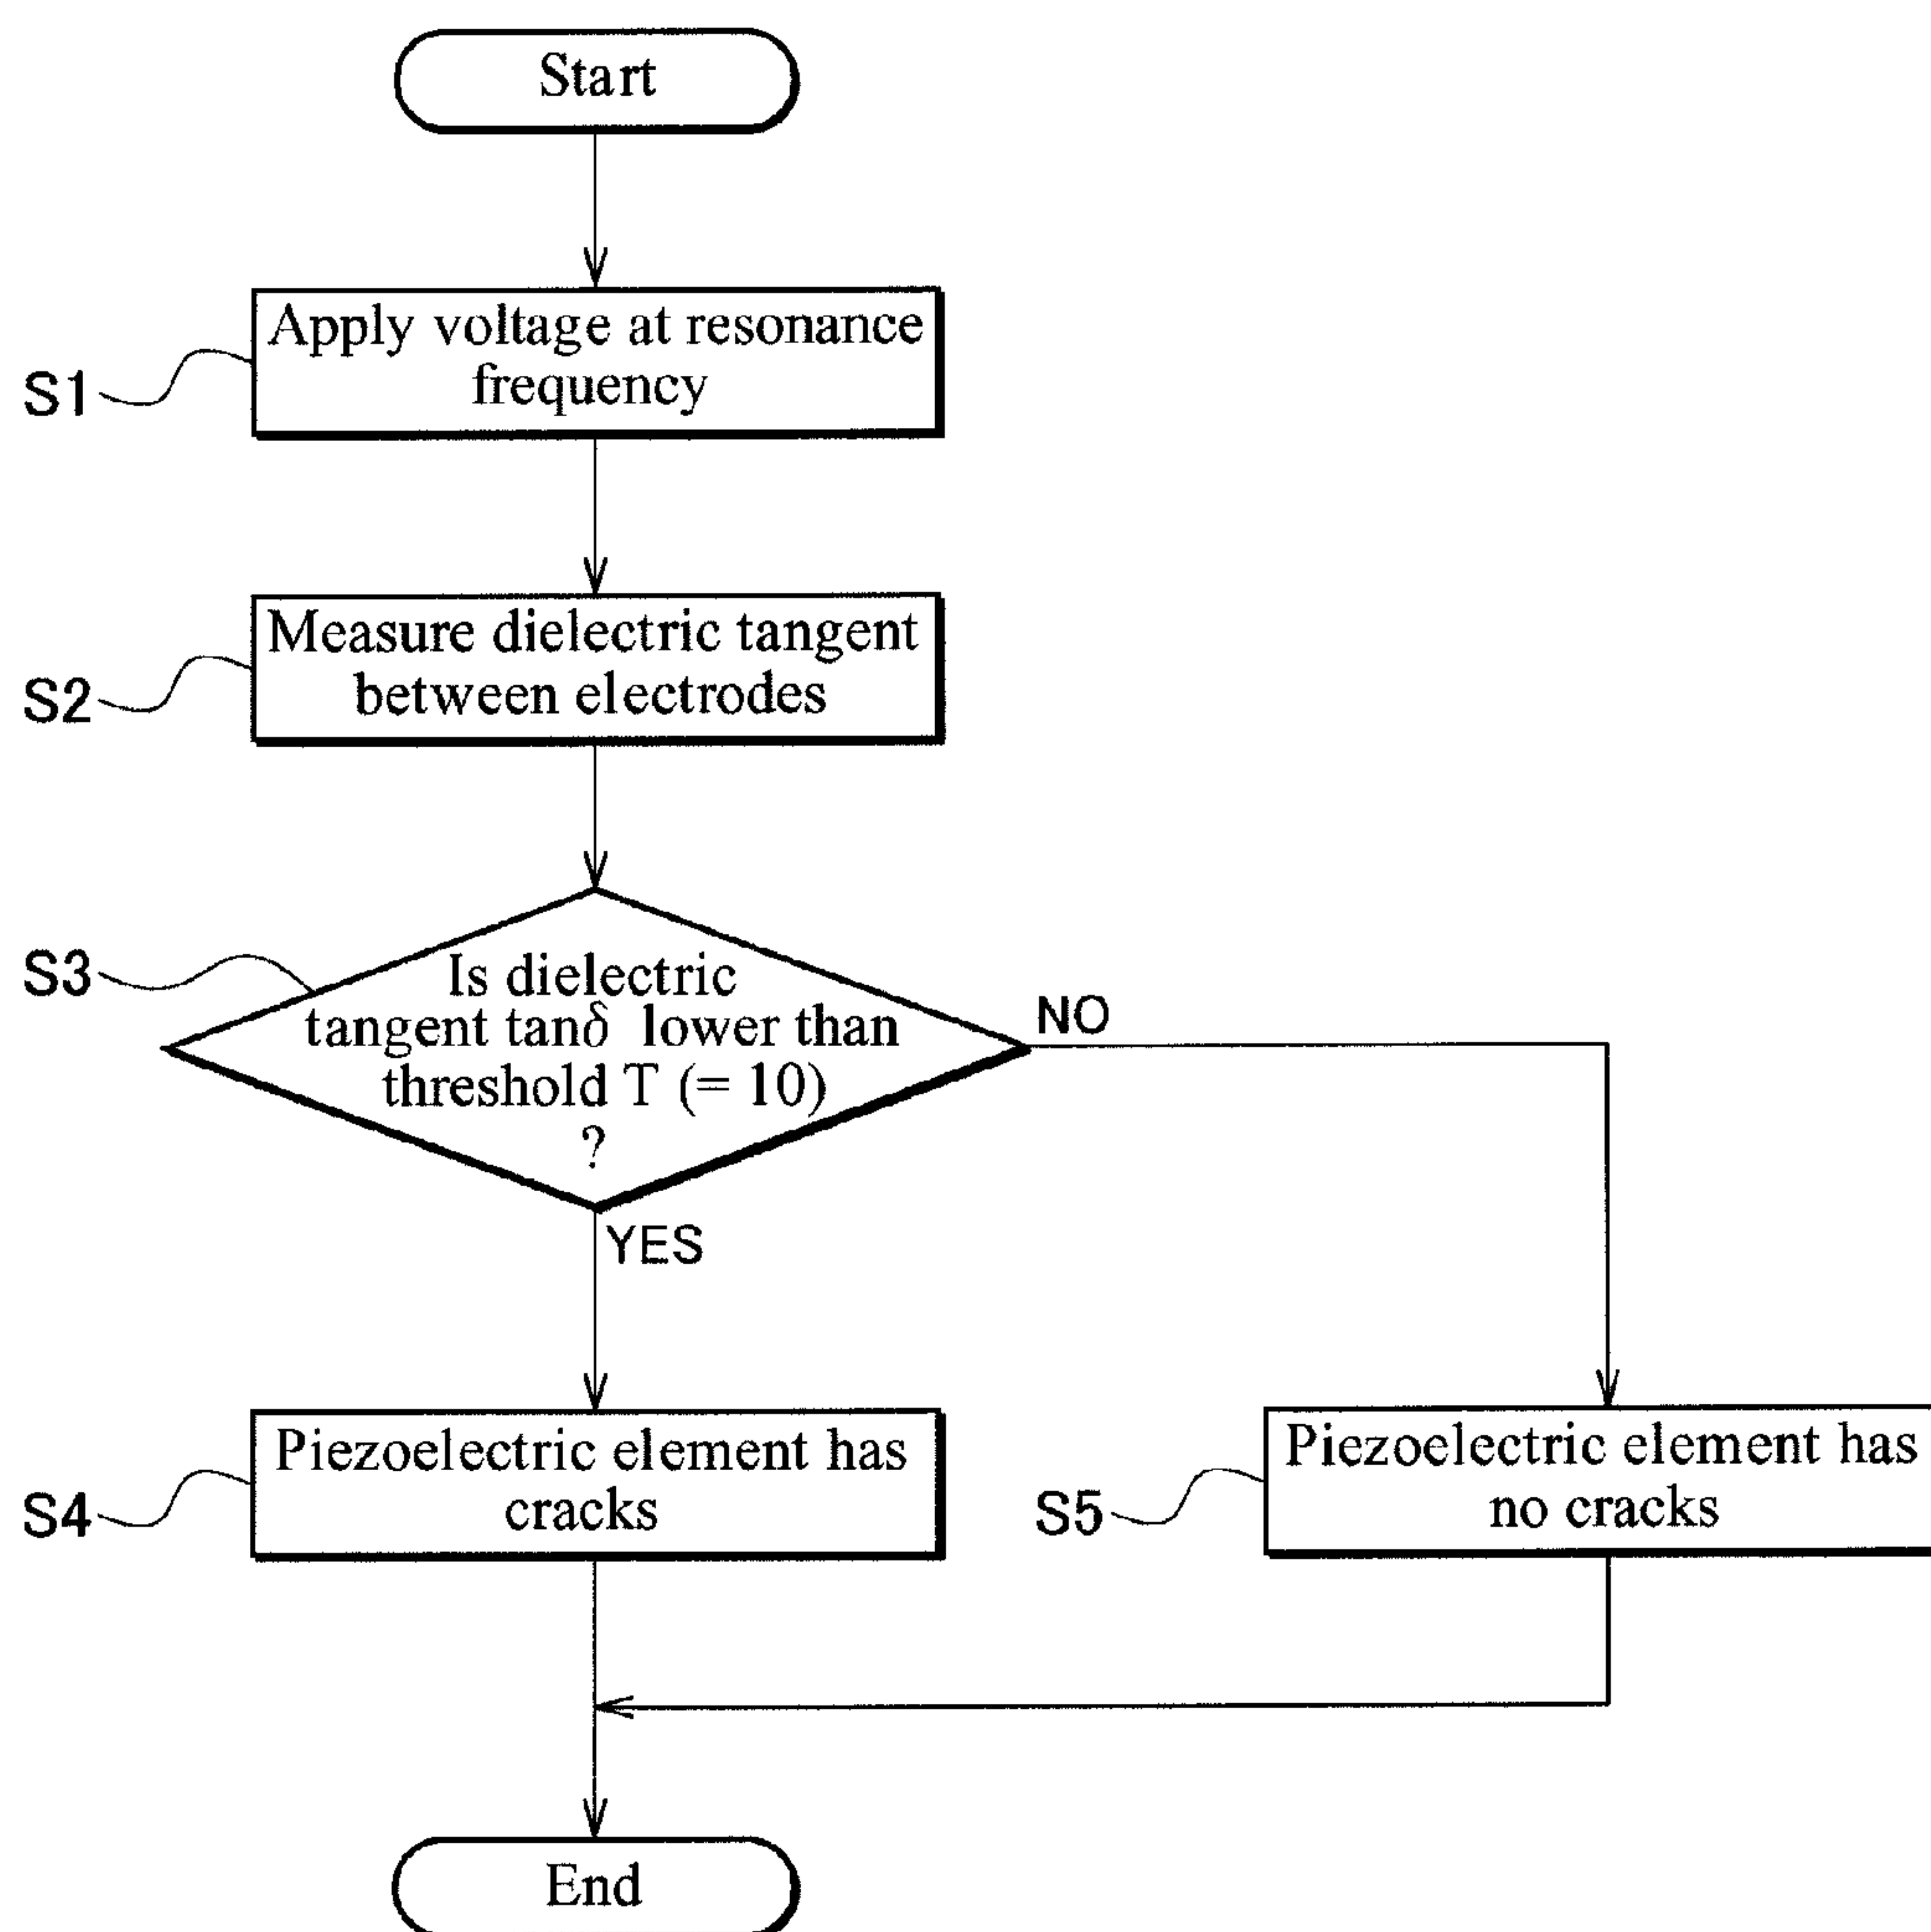 Start
Apply voltage at resonance
frequency
S1
Measure dielectric tangent
between electrodes
S2
S3
Is dielectric
tangent tanδ lower than
threshold T (= 10)
?
NO
YES
Piezoelectric element has
cracks
S4
Piezoelectric element has
no cracks
S5
End